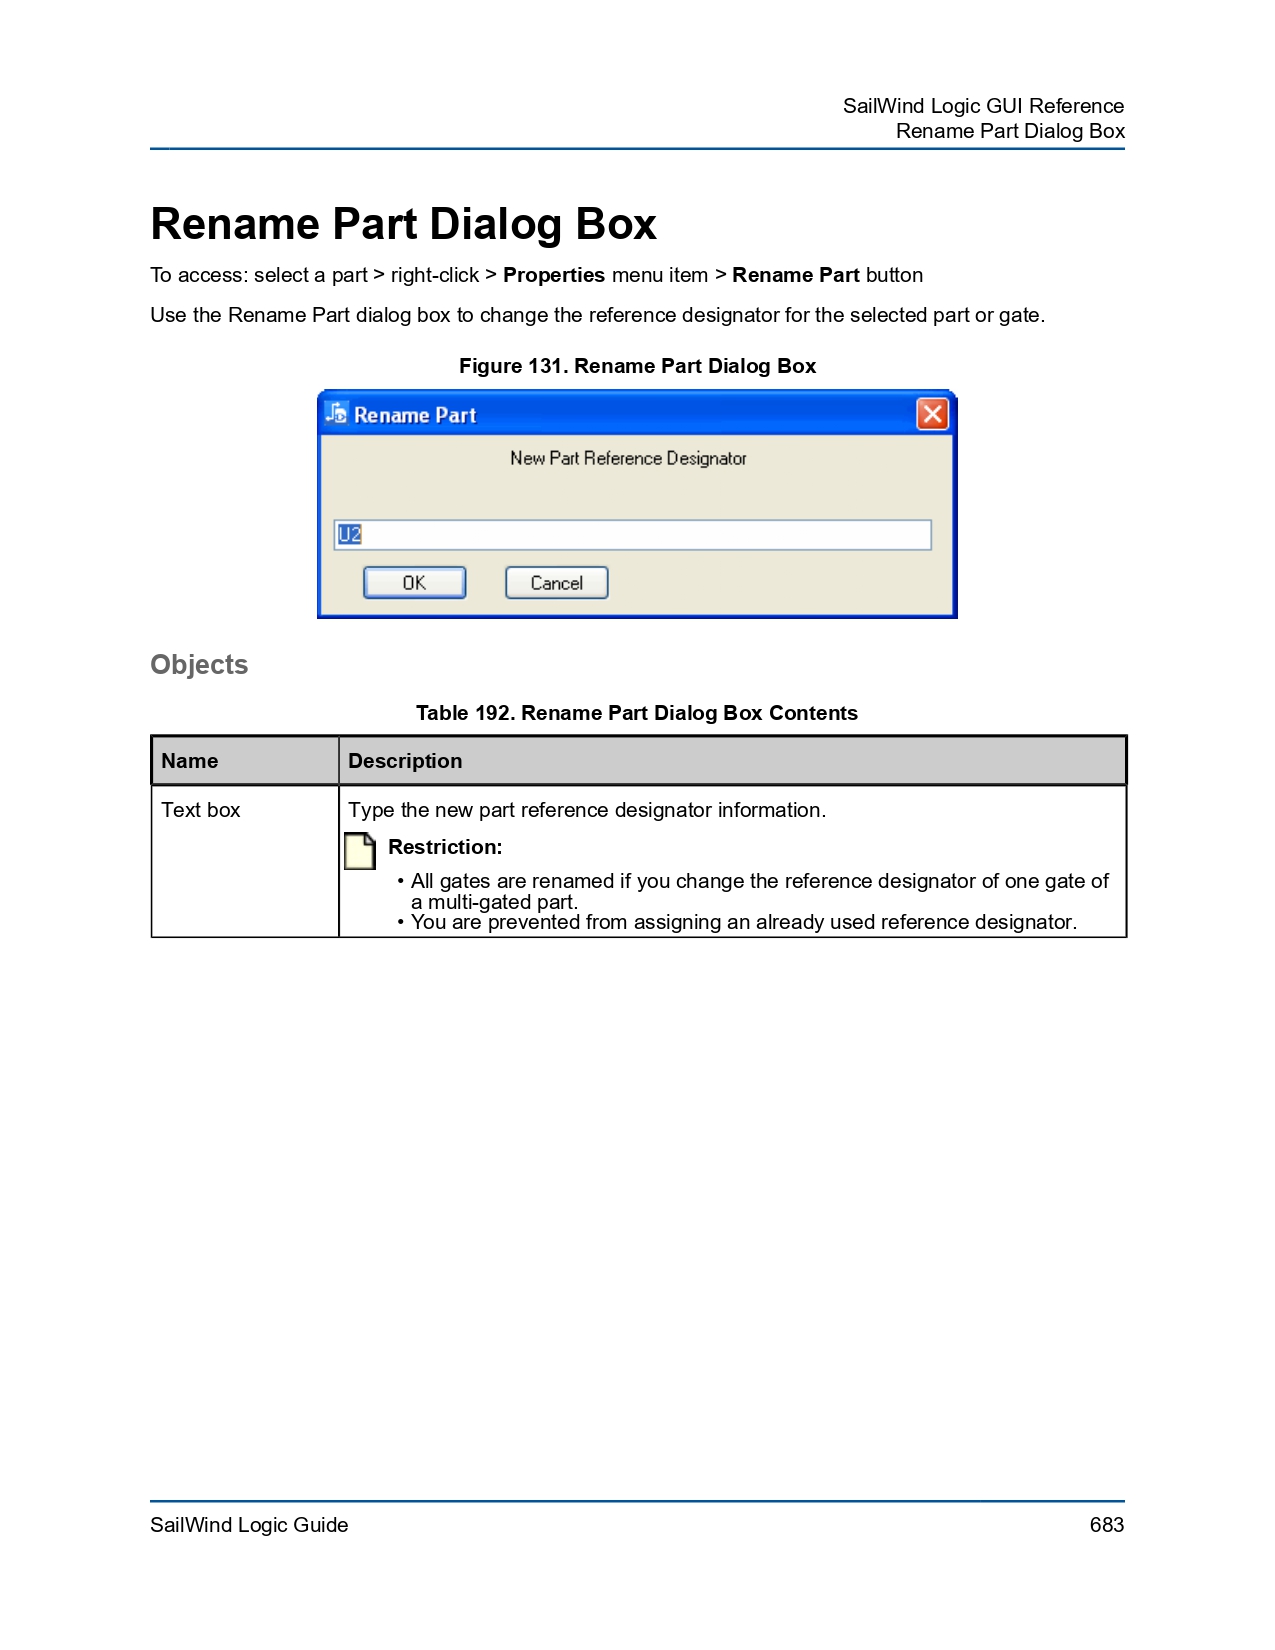 SailWind Logic GUI Reference
Rename Part Dialog Box
Rename Part Dialog Box
To access: select a part > right-click > Properties menu item > Rename Part button
Use the Rename Part dialog box to change the reference designator for the selected part or gate.
Figure 131. Rename Part Dialog Box
Rename Part
New Part Reference Designator
U2
OK
Cancel
Objects
Table 192. Rename Part Dialog Box Contents
Name
Description
Text box
Type the new part reference designator information.
Restriction:
• All gates are renamed if you change the reference designator of one gate of
a multi-gated part.
• You are prevented from assigning an already used reference designator.
SailWind Logic Guide
683